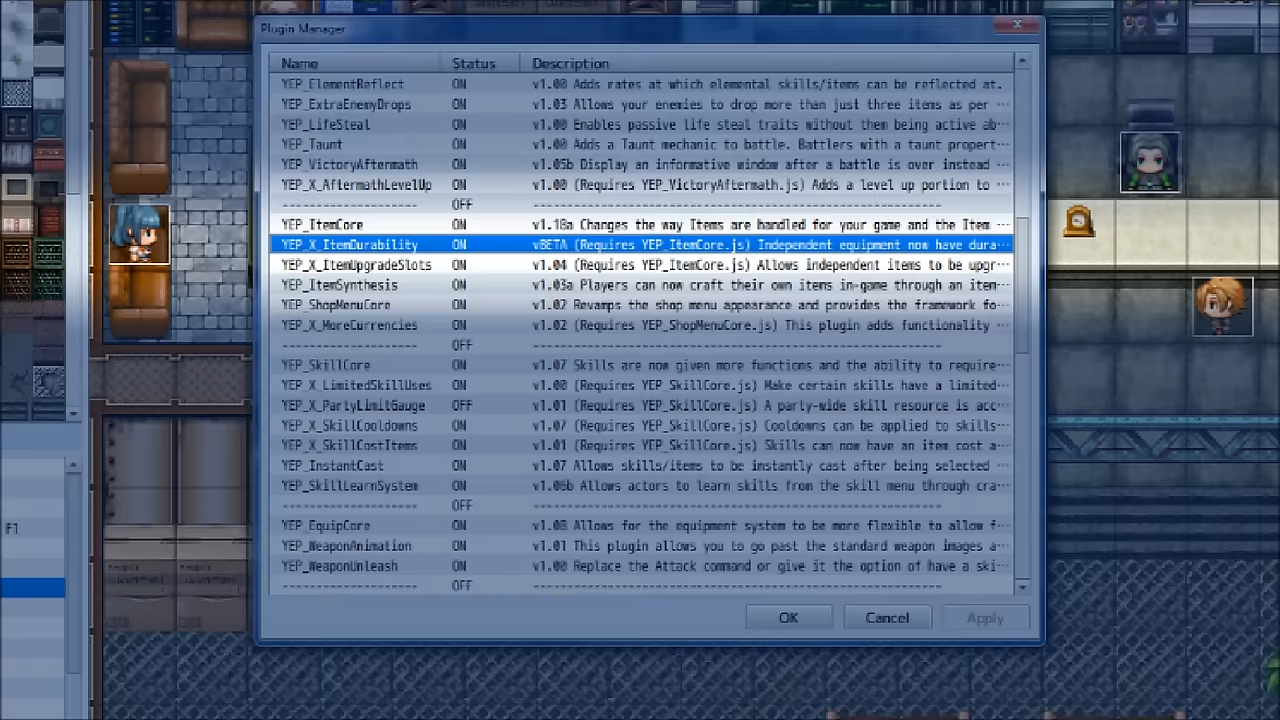 Plugin Manager
Name Status Description
YEP_ElementReflect ON v1.00 Adds rates at which elemental skills/items can be reflected at.
YEP_ExtraEnemyDrops ON v1.03 Allows your enemies to drop more than just three items as per ···
YEP_LifeSteal ON v1.00 Enables passive life steal traits without them being active ab···
YEP_Taunt ON v1.00 Adds a Taunt mechanic to battle. Battlers with a taunt propert···
YEP_VictoryAftermath ON v1.05b Display an informative window after a battle is over instead ···
YEP_X_AftermathLevelUp ON v1.00 (Requires YEP_VictoryAftermath.js) Adds a level up portion to ···
------------------ OFF ------------------------------------------------------------
YEP_ItemCore ON v1.18a Changes the way Items are handled for your game and the Item ···
YEP_X_ItemDurability ON vBETA (Requires YEP_ItemCore.js) Independent equipment now have dura···
YEP_X_ItemUpgradeSlots ON v1.04 (Requires YEP_ItemCore.js) Allows independent items to be upgr···
YEP_ItemSynthesis ON v1.03a Players can now craft their own items in-game through an item···
YEP_ShopMenuCore ON v1.02 Revamps the shop menu appearance and provides the framework fo···
YEP_X_MoreCurrencies ON v1.02 (Requires YEP_ShopMenuCore.js) This plugin adds functionality ···
------------------ OFF ------------------------------------------------------------
YEP_SkillCore ON v1.07 Skills are now given more functions and the ability to require···
YEP_X_LimitedSkillUses ON v1.00 (Requires YEP_SkillCore.js) Make certain skills have a limited···
YEP_X_PartyLimitGauge OFF v1.01 (Requires YEP_SkillCore.js) A party-wide skill resource is acc···
YEP_X_SkillCooldowns ON v1.07 (Requires YEP_SkillCore.js) Cooldowns can be applied to skills···
YEP_X_SkillCostItems ON v1.01 (Requires YEP_SkillCore.js) Skills can now have an item cost a···
YEP_InstantCast ON v1.07 Allows skills/items to be instantly cast after being selected ···
YEP_SkillLearnSystem ON v1.06b Allows actors to learn skills from the skill menu through cra···
------------------ OFF ------------------------------------------------------------
F1
YEP_EquipCore ON v1.08 Allows for the equipment system to be more flexible to allow f···
YEP_WeaponAnimation ON v1.01 This plugin allows you to go past the standard weapon images a···
YEP_WeaponUnleash ON v1.00 Replace the Attack command or give it the option of have a ski···
------------------ OFF ------------------------------------------------------------
OK Cancel Apply